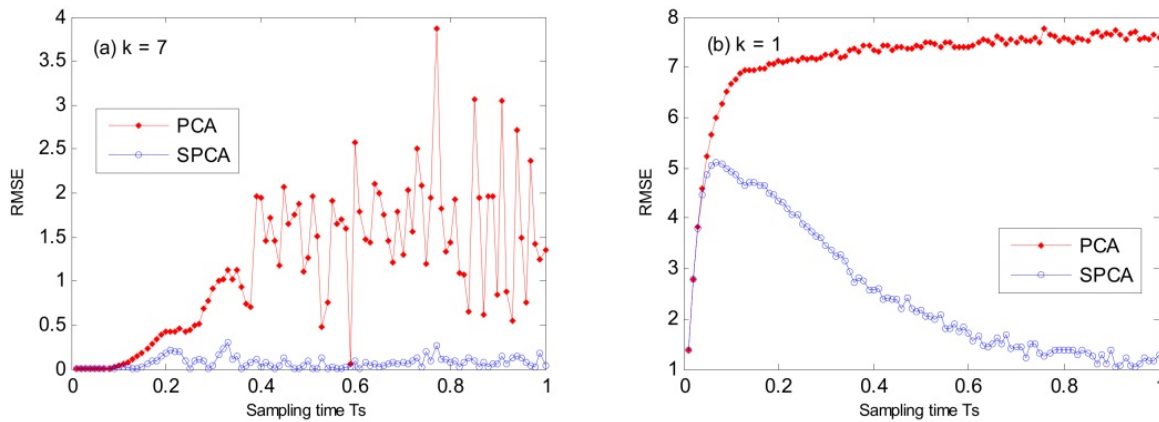 (a) k = 7
4
3.5
3
2.5
2
1.5
1
0.5
0
RMSE
PCA
SPCA
0 0.2 0.4 0.6 0.8 1
Sampling time Ts
(b) k = 1
8
7
6
5
4
3
2
1
RMSE
PCA
SPCA
0 0.2 0.4 0.6 0.8 1
Sampling time Ts